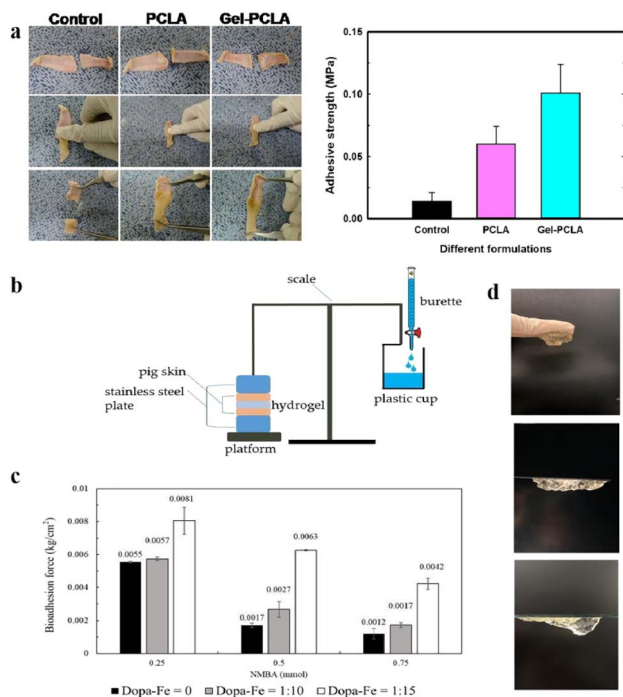 a
Control PCLA Gel-PCLA
Adhesive strength (MPa)
0.15
0.10
0.05
0.00
Control PCLA Gel-PCLA
Different formulations
b
scale
burette
pig skin
stainless steel
plate
hydrogel
platform
plastic cup
c
Bioadhesion force (kg/cm²)
0.01
0.008
0.006
0.004
0.002
0
0.0055
0.0057
0.0081
0.0017
0.0027
0.0063
0.0012
0.0017
0.0042
0.25 0.5 0.75
NMBA (mmol)
Dopa-Fe = 0 Dopa-Fe = 1:10 Dopa-Fe = 1:15
d